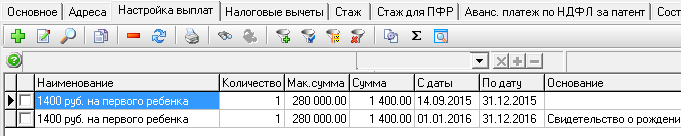 Основное Адреса Настройка выплат Налоговые вычеты Стаж Стаж для ПФР Аванс. платеж по НДФЛ за патент Сост
Наименование Количество Мак.сумма Сумма С даты По дату Основание
1400 руб. на первого ребенка 1 280 000.00 1 400.00 14.09.2015 31.12.2015
1400 руб. на первого ребенка 1 280 000.00 1 400.00 01.01.2016 31.12.2016 Свидетельство о рождени